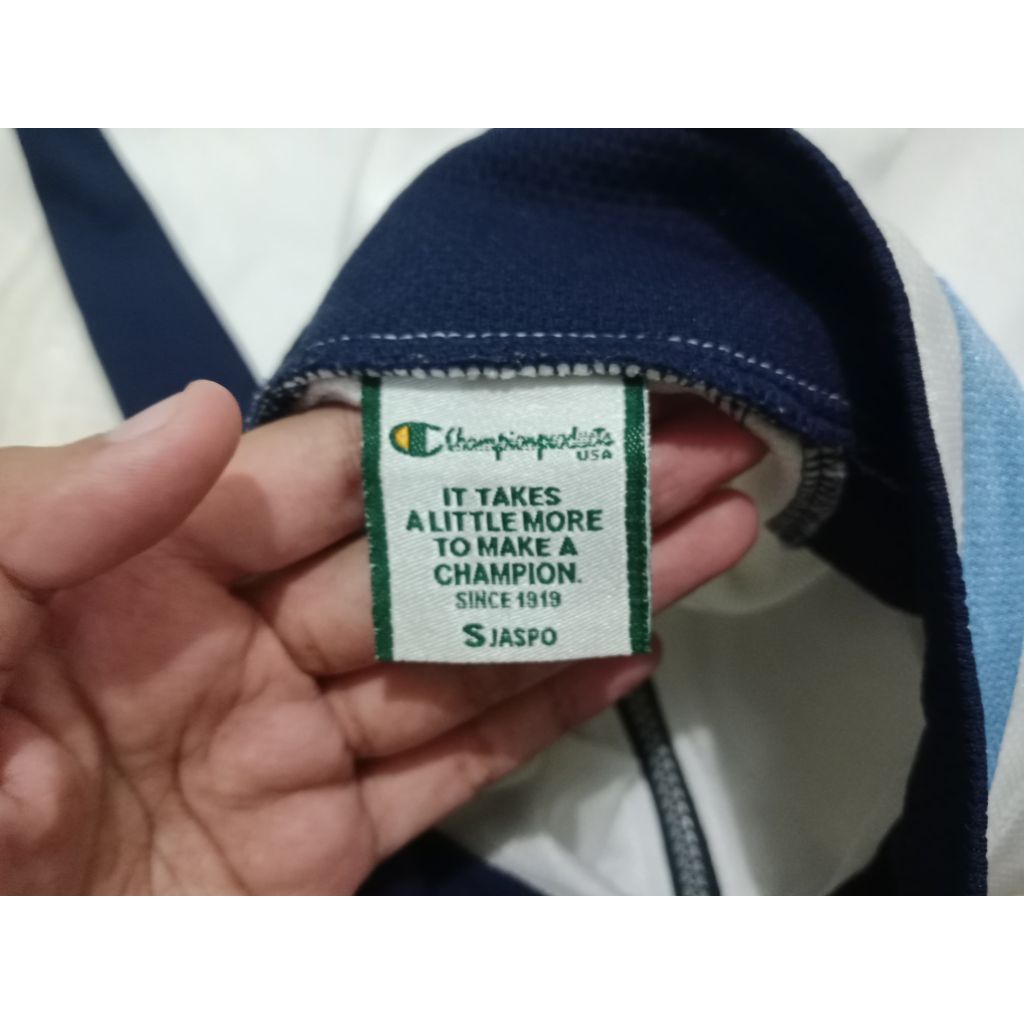 Championproducts
USA
IT TAKES
A LITTLE MORE
TO MAKE A
CHAMPION.
SINCE 1919
S JASPO